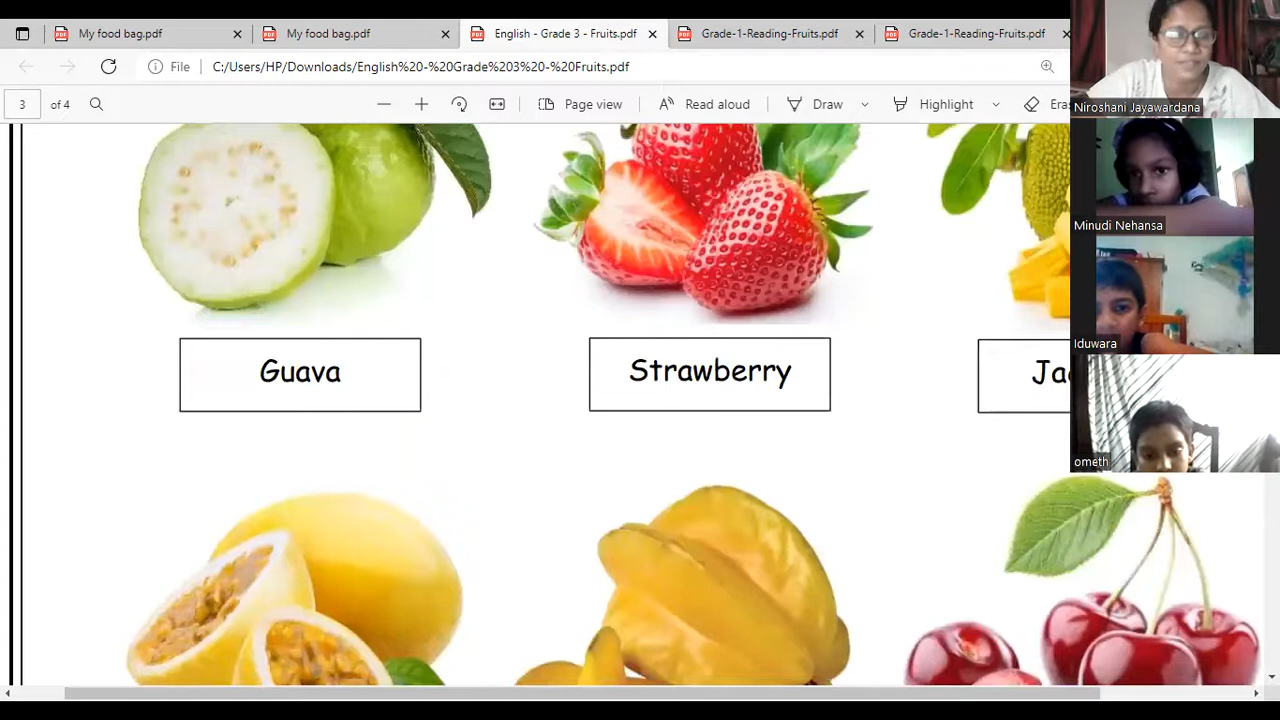 My food bag.pdf
My food bag.pdf
English - Grade 3 - Fruits.pdf
Grade-1-Reading-Fruits.pdf
Grade-1-Reading-Fruits.pdf
File
C:/Users/HP/Downloads/English%20-%20Grade%203%20-%20Fruits.pdf
3 of 4
Page view
Read aloud
Draw
Highlight
Niroshani Jayawardana
Minudi Nehansa
Iduwara
ometh
Guava
Strawberry